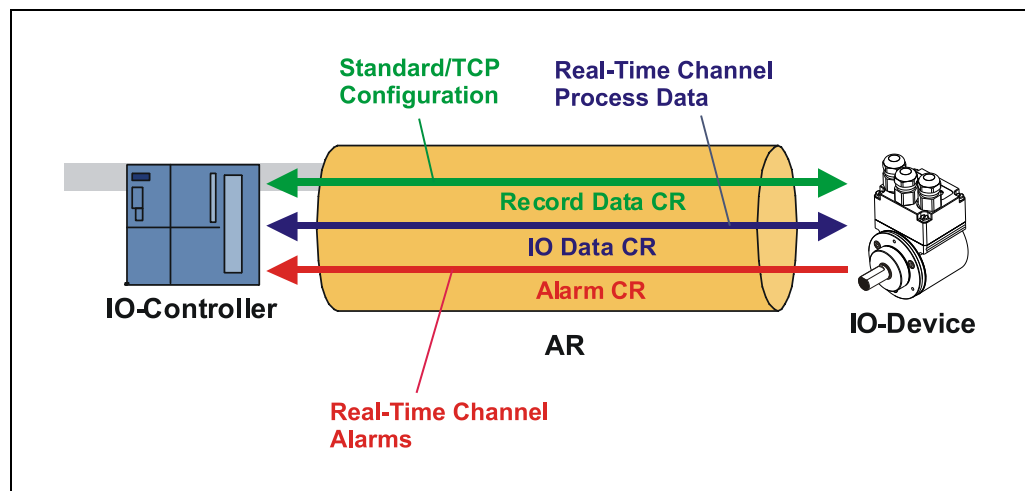 Standard/TCP
Configuration
Real-Time Channel
Process Data
Record Data CR
IO Data CR
Alarm CR
IO-Controller
IO-Device
AR
Real-Time Channel
Alarms